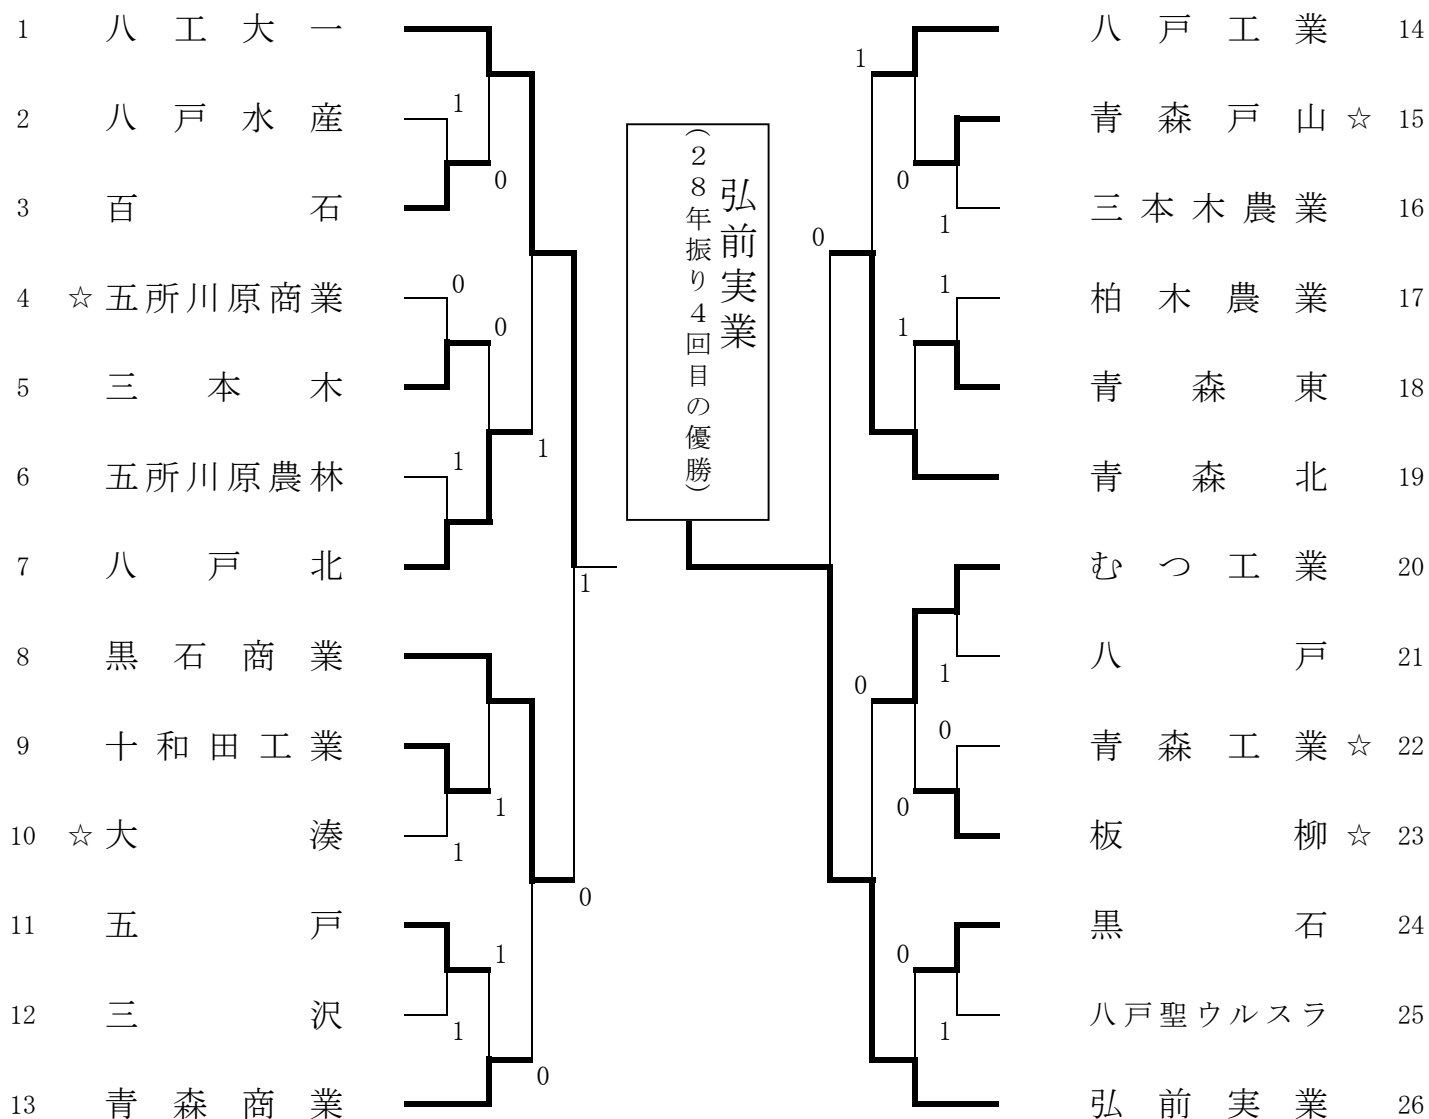 1 八工大一
2 八戸水産
3 百石
4 ☆五所川原商業
5 三本木
6 五所川原農林
7 八戸北
8 黒石商業
9 十和田工業
10 ☆大湊
11 五戸
12 三沢
13 青森商業
1
0
0
0
1
1
1
1
1
0
1
1
0
弘前実業
（２８年振り４回目の優勝）
1
0
1
0
1
1
1
0
0
0
0
1
八戸工業 14
青森戸山☆ 15
三本木農業 16
柏木農業 17
青森東 18
青森北 19
むつ工業 20
八戸 21
青森工業☆ 22
板柳☆ 23
黒石 24
八戸聖ウルスラ 25
弘前実業 26